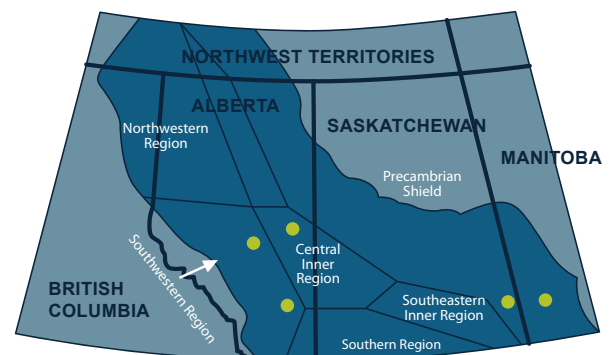 NORTHWEST TERRITORIES
ALBERTA
SASKATCHEWAN
MANITOBA
Northwestern
Region
Precambrian
Shield
Southwestern Region
Central
Inner
Region
BRITISH
COLUMBIA
Southeastern
Inner Region
Southern Region